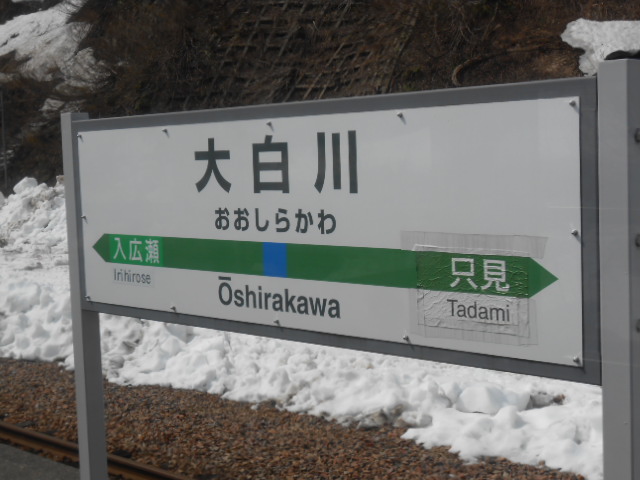 大白川
おおしらかわ
入広瀬
只見
Irihirose
Ōshirakawa
Tadami